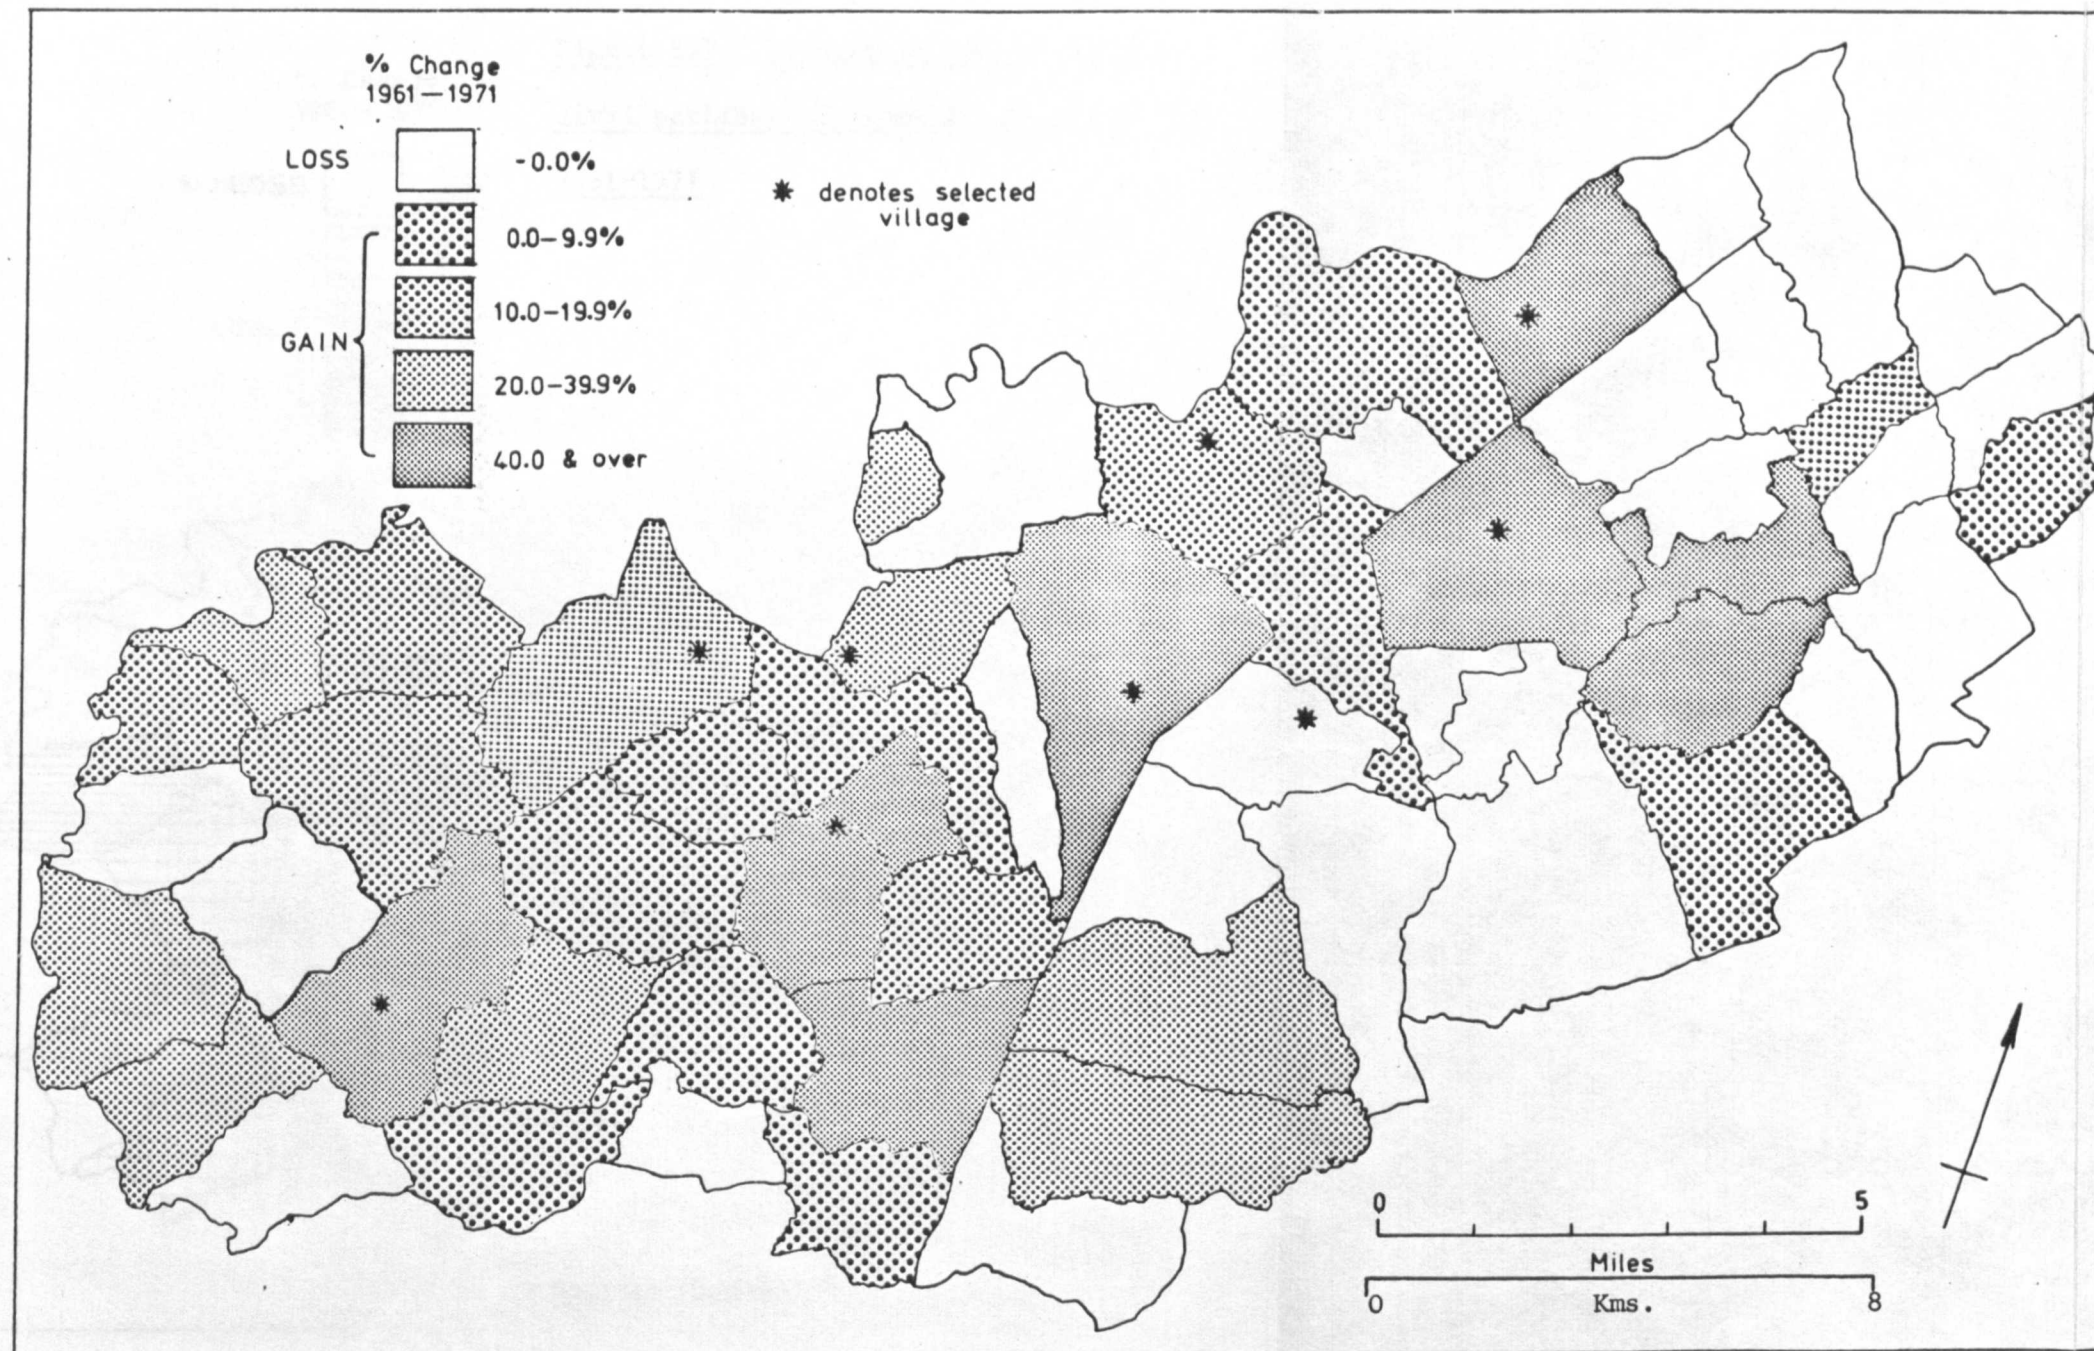 % Change
1961—1971
LOSS -0.0%
0.0-9.9%
10.0-19.9%
GAIN
20.0-39.9%
40.0 & over
✷ denotes selected
village
0 5
Miles
0 Kms. 8